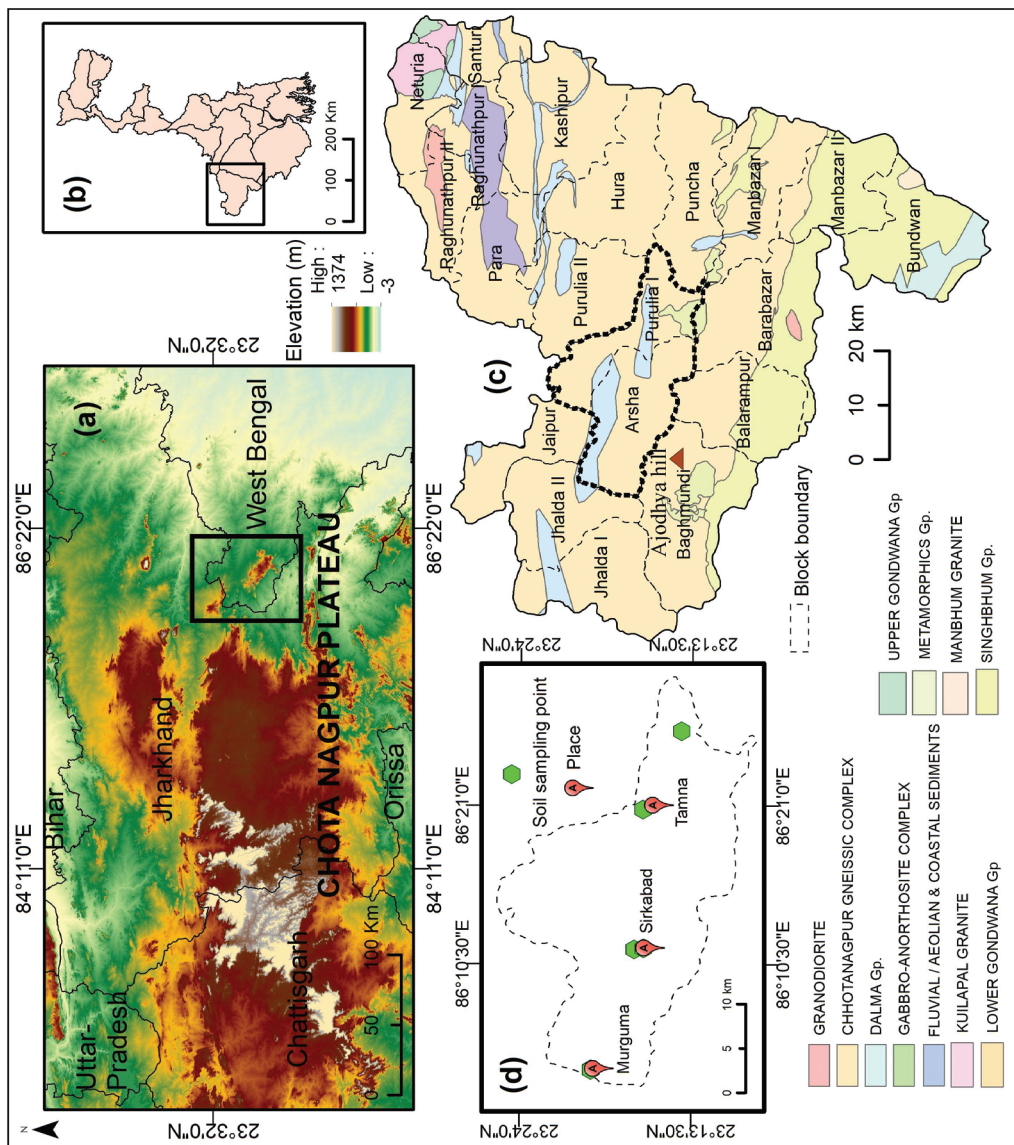 N
(a)
Bihar
Uttar-
Pradesh
Jharkhand
West Bengal
Chattisgarh
CHOTA NAGPUR PLATEAU
Orissa
0 50 100 Km
84°11'0"E
86°22'0"E
23°32'0"N
23°32'0"N
Elevation (m)
High :
1374
Low :
-3
(b)
0 100 200 Km
(c)
Neturia
Santuri
Raghunathpur II
Raghunathpur I
Para
Kashipur
Purulia II
Hura
Jaipur
Jhalda II
Jhalda I
Arsha
Purulia I
Puncha
Manbazar I
Ajodhya hill
Baghmundi
Balarampur
Barabazar
Manbazar II
Bundwan
Block boundary
0 10 20 km
(d)
Soil sampling point
Place
A
Murguma
A
Sirkabad
A
Tamna
A
0 5 10 km
86°10'30"E
86°21'0"E
86°10'30"E
86°21'0"E
23°24'0"N
23°13'30"N
23°24'0"N
23°13'30"N
GRANODIORITE
CHHOTANAGPUR GNEISSIC COMPLEX
DALMA Gp.
GABBRO-ANORTHOSITE COMPLEX
FLUVIAL / AEOLIAN & COASTAL SEDIMENTS
KUILAPAL GRANITE
LOWER GONDWANA Gp
UPPER GONDWANA Gp
METAMORPHICS Gp.
MANBHUM GRANITE
SINGHBHUM Gp.